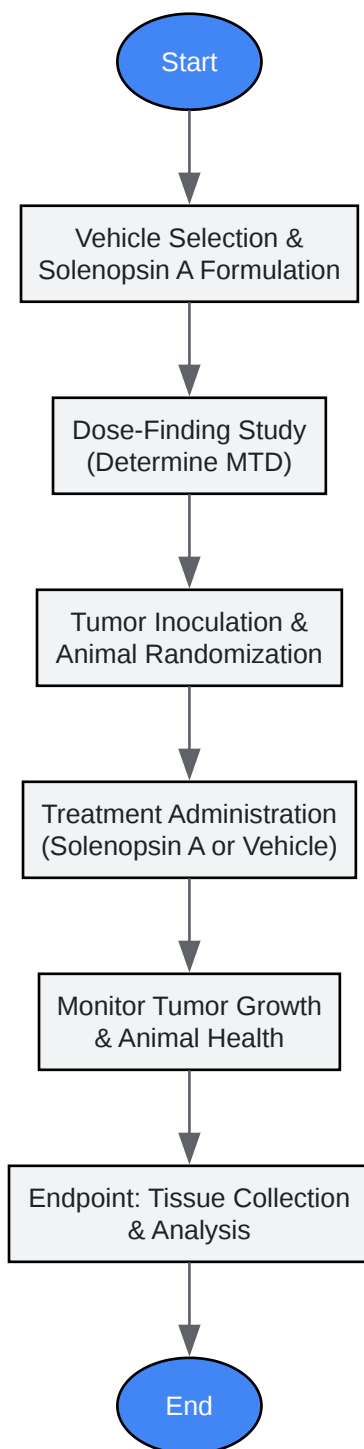 Start
Vehicle Selection &
Solenopsin A Formulation
Dose-Finding Study
(Determine MTD)
Tumor Inoculation &
Animal Randomization
Treatment Administration
(Solenopsin A or Vehicle)
Monitor Tumor Growth
& Animal Health
Endpoint: Tissue Collection
& Analysis
End